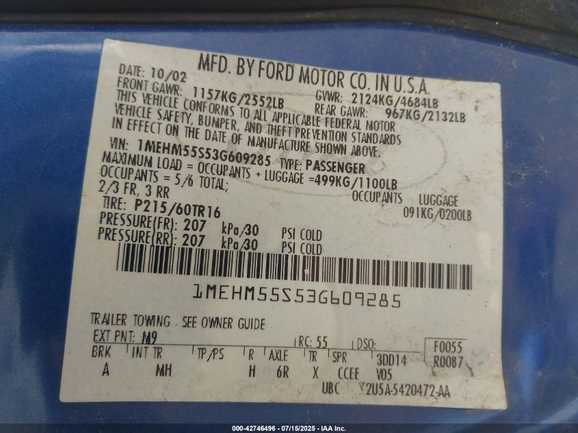 MFD. BY FORD MOTOR CO. IN U.S.A.
DATE: 10/02 GVWR: 2124KG/4684LB
FRONT GAWR: 1157KG/2552LB REAR GAWR: 967KG/2132LB
THIS VEHICLE CONFORMS TO ALL APPLICABLE FEDERAL MOTOR
VEHICLE SAFETY, BUMPER, AND THEFT PREVENTION STANDARDS
IN EFFECT ON THE DATE OF MANUFACTURE SHOWN ABOVE.
VIN: 1MEHM55S53G609285 TYPE: PASSENGER
MAXIMUM LOAD = OCCUPANTS + LUGGAGE =499KG/1100LB
OCCUPANTS = 5/6 TOTAL; OCCUPANTS LUGGAGE
2/3 FR, 3 RR 091KG/0200LB
TIRE: P215/60TR16
PRESSURE(FR): 207 kPa/30 PSI COLD
PRESSURE(RR): 207 kPa/30 PSI COLD
1MEHM55S53G609285
TRAILER TOWING - SEE OWNER GUIDE
EXT PNT: M9 RC: 55 DSO: F0055
BRK INT TR TP/PS R AXLE TR SPR 3DD14 R0087
A MH H 6R X CCEE V05
UBC Y2U5A-5420472-AA
000-42746496 - 07/15/2025 - IAA, Inc.